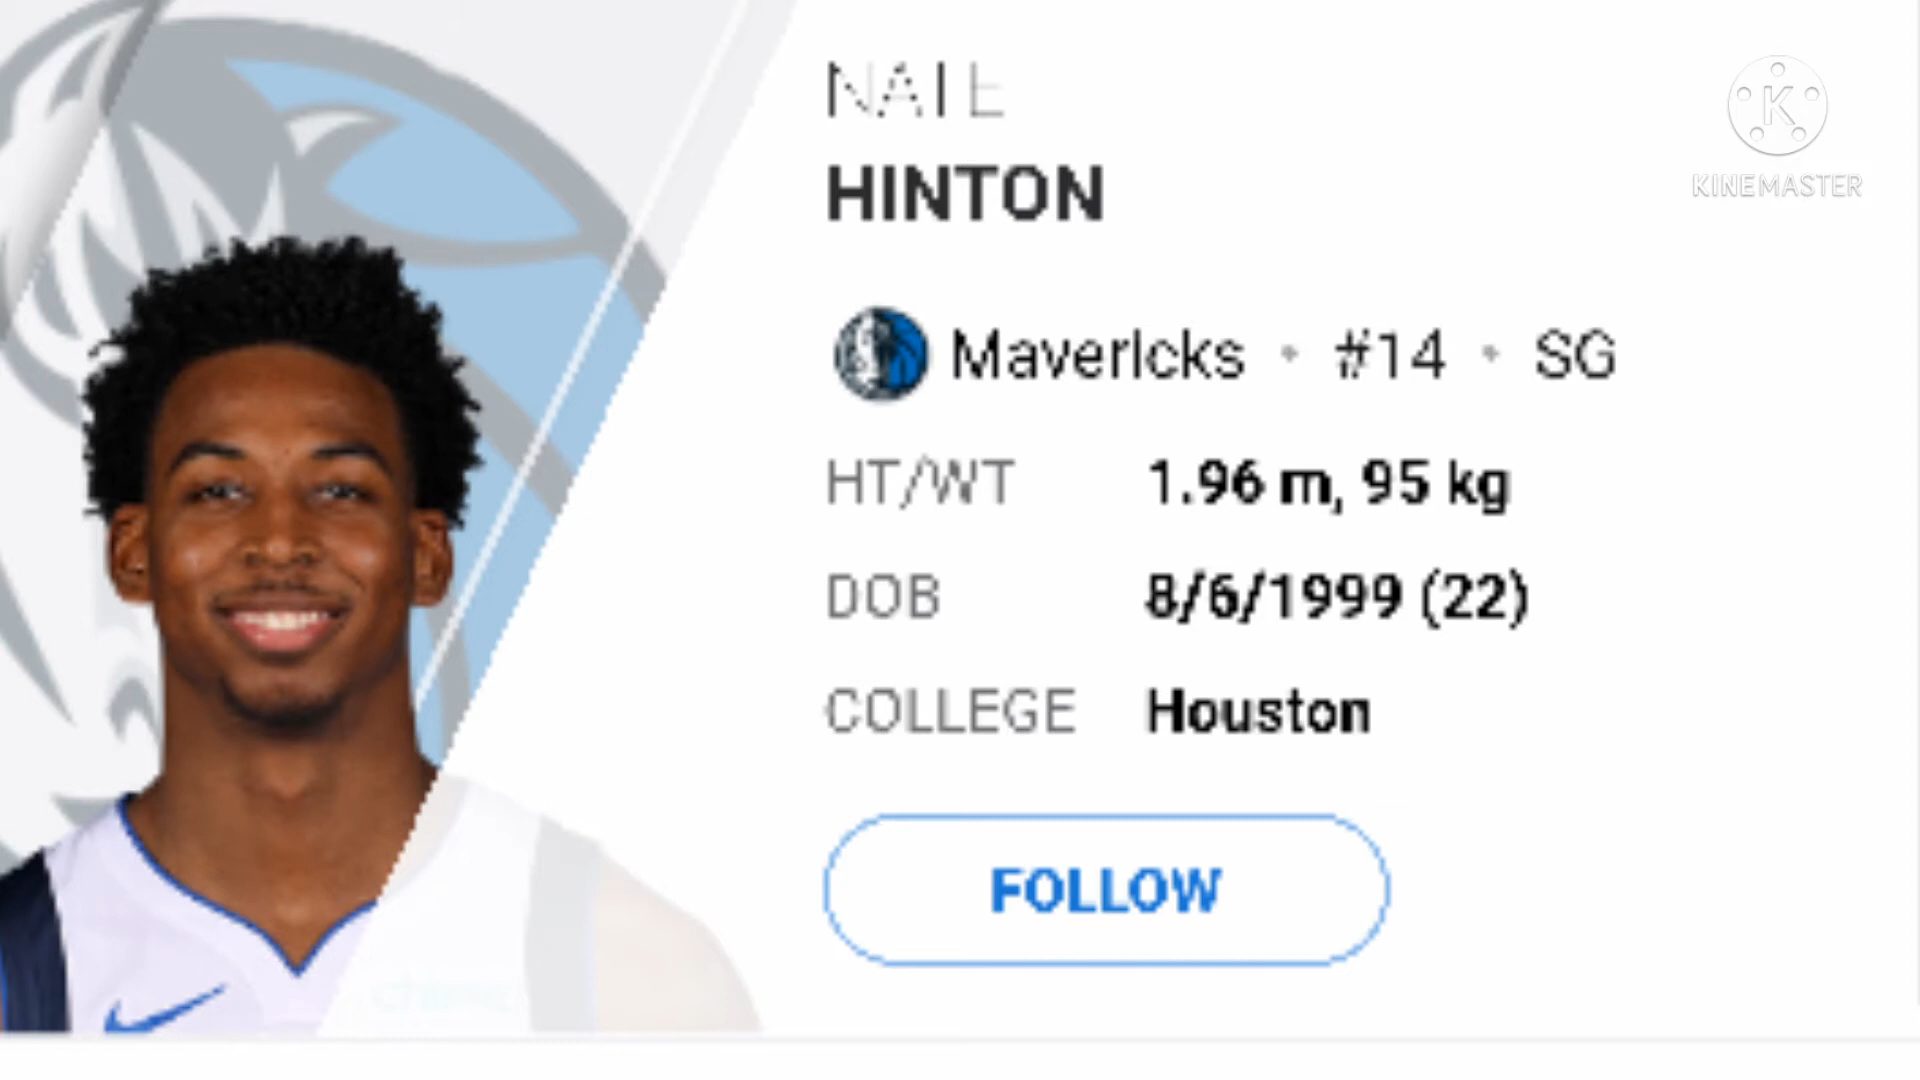 NATE
HINTON
Mavericks • #14 • SG
HT/WT 1.96 m, 95 kg
DOB 8/6/1999 (22)
COLLEGE Houston
FOLLOW
K
KINEMASTER